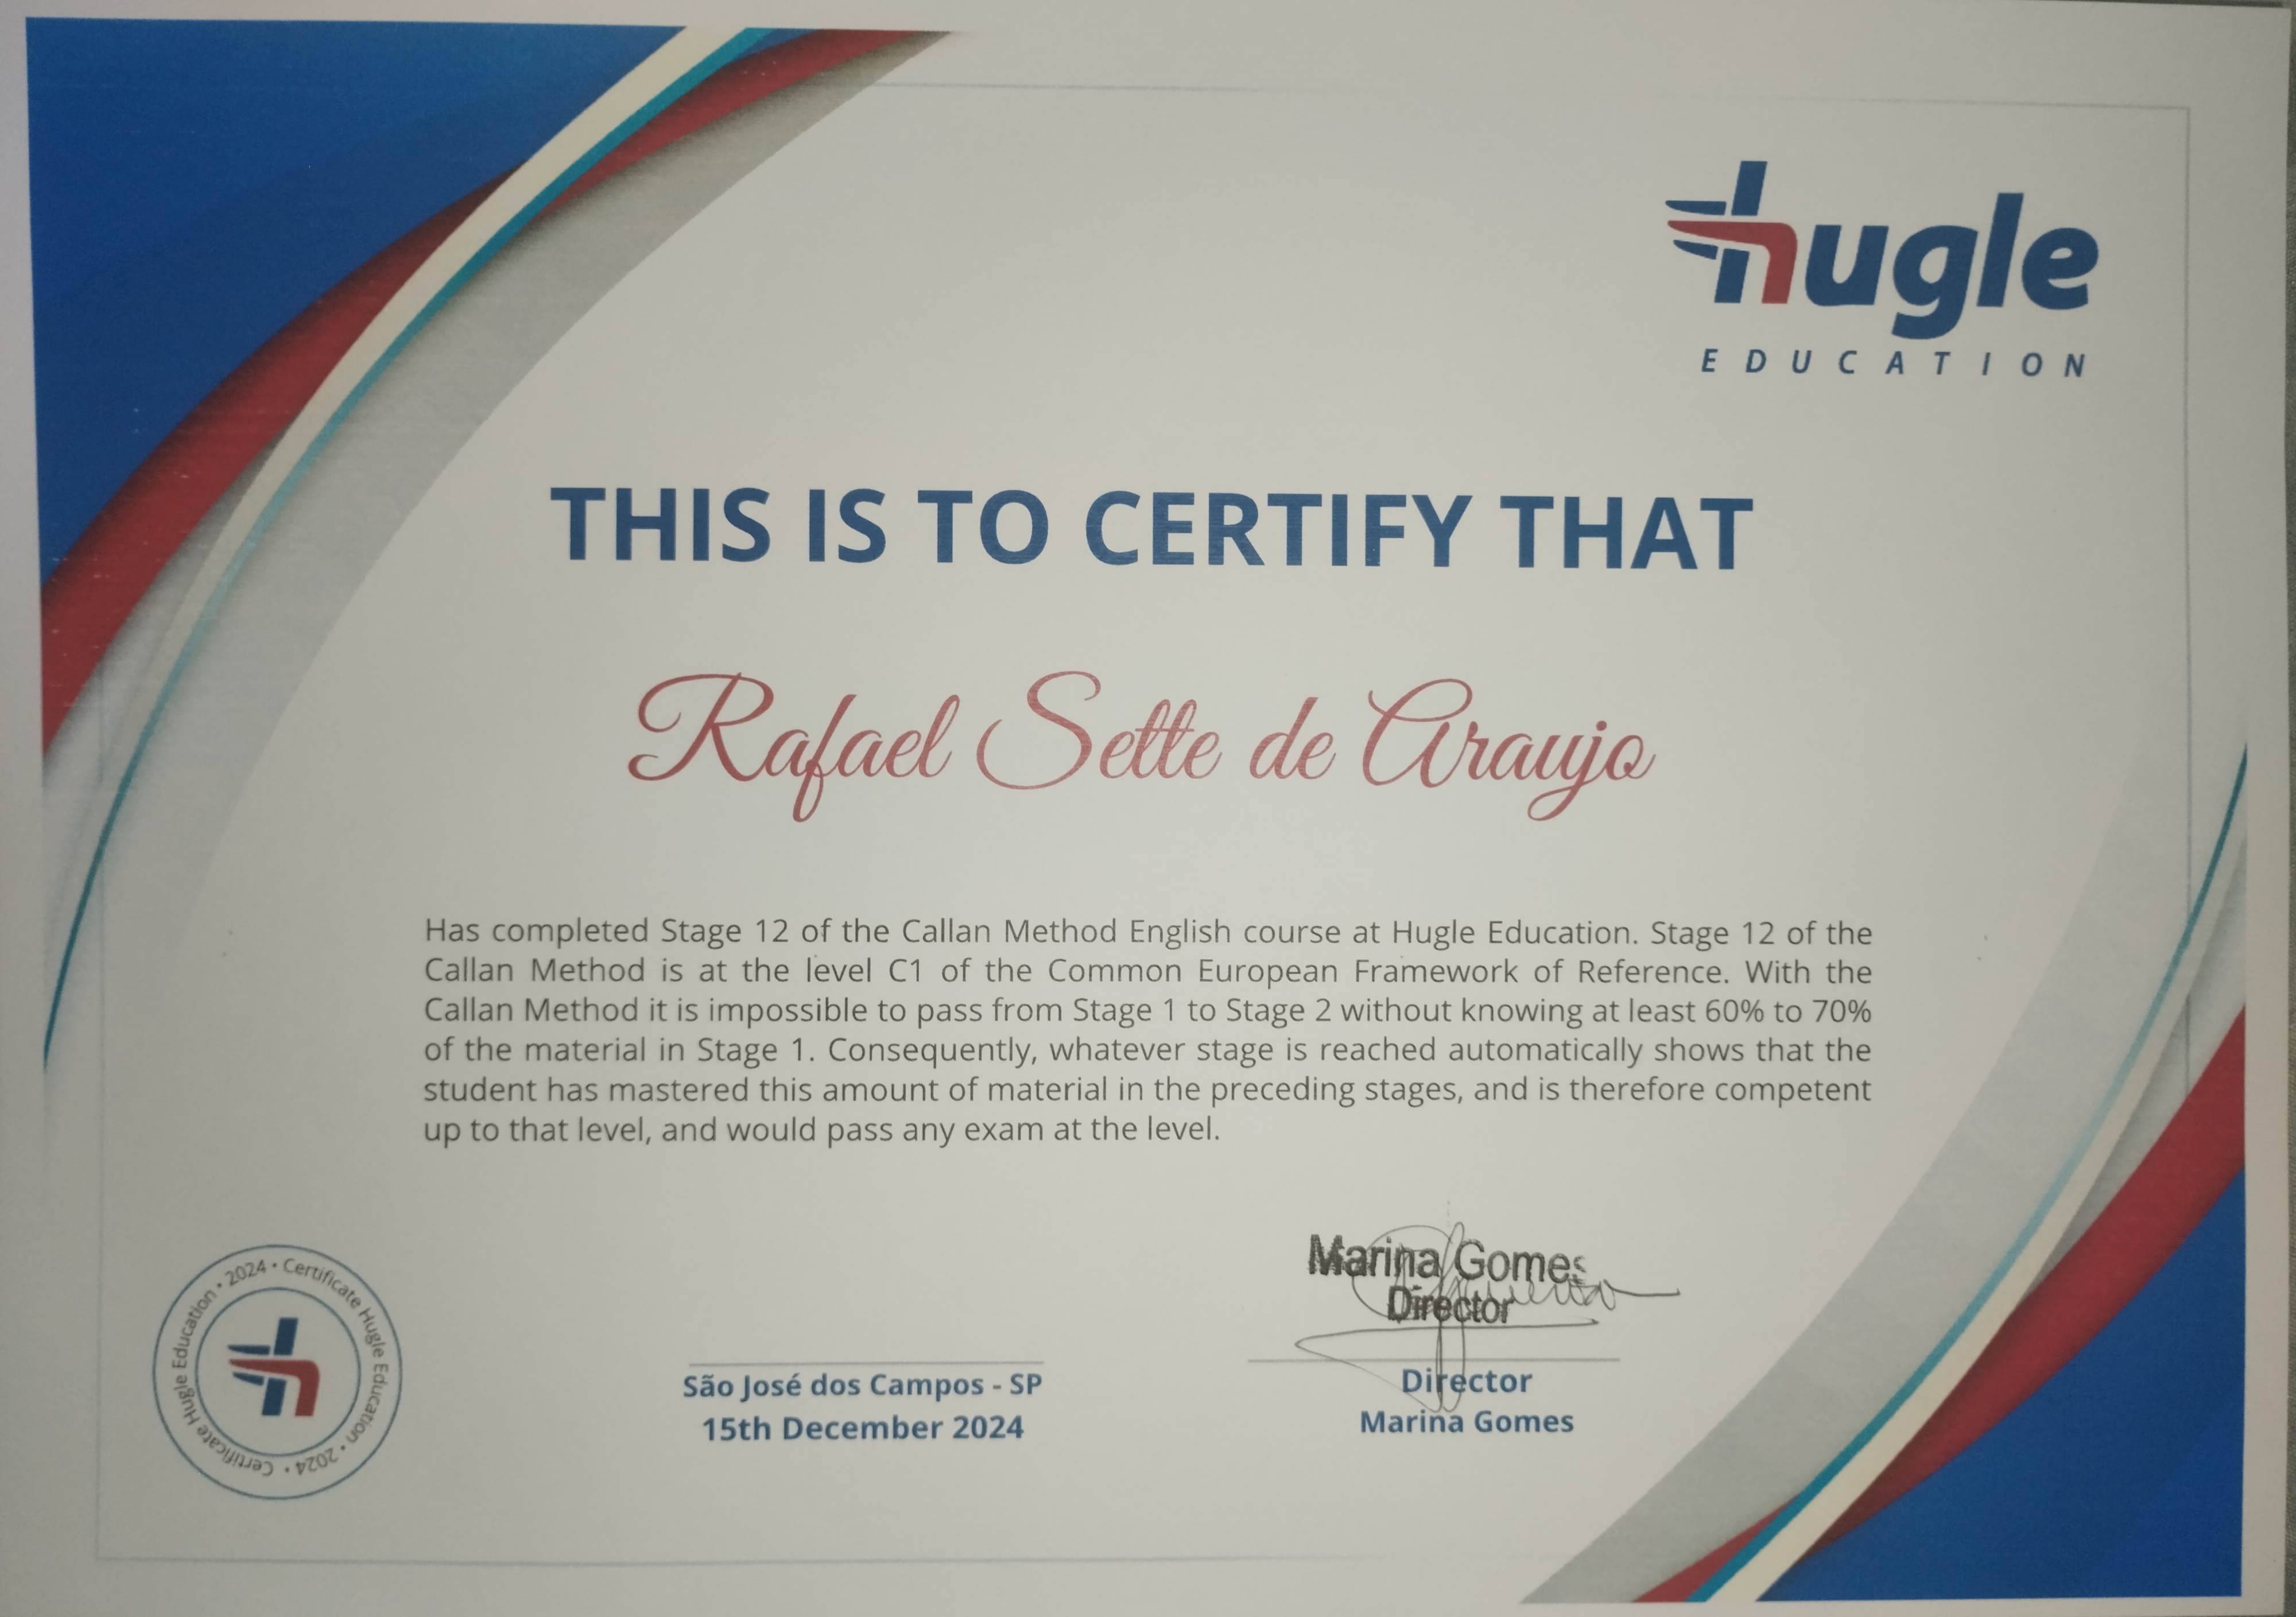 hugle
EDUCATION
THIS IS TO CERTIFY THAT
Rafael Sette de Araujo
Has completed Stage 12 of the Callan Method English course at Hugle Education. Stage 12 of the
Callan Method is at the level C1 of the Common European Framework of Reference. With the
Callan Method it is impossible to pass from Stage 1 to Stage 2 without knowing at least 60% to 70%
of the material in Stage 1. Consequently, whatever stage is reached automatically shows that the
student has mastered this amount of material in the preceding stages, and is therefore competent
up to that level, and would pass any exam at the level.
Marina Gomes
Director
São José dos Campos - SP
15th December 2024
Director
Marina Gomes
Certificate Hugle Education • 2024 • Certificate Hugle Education • 2024 •